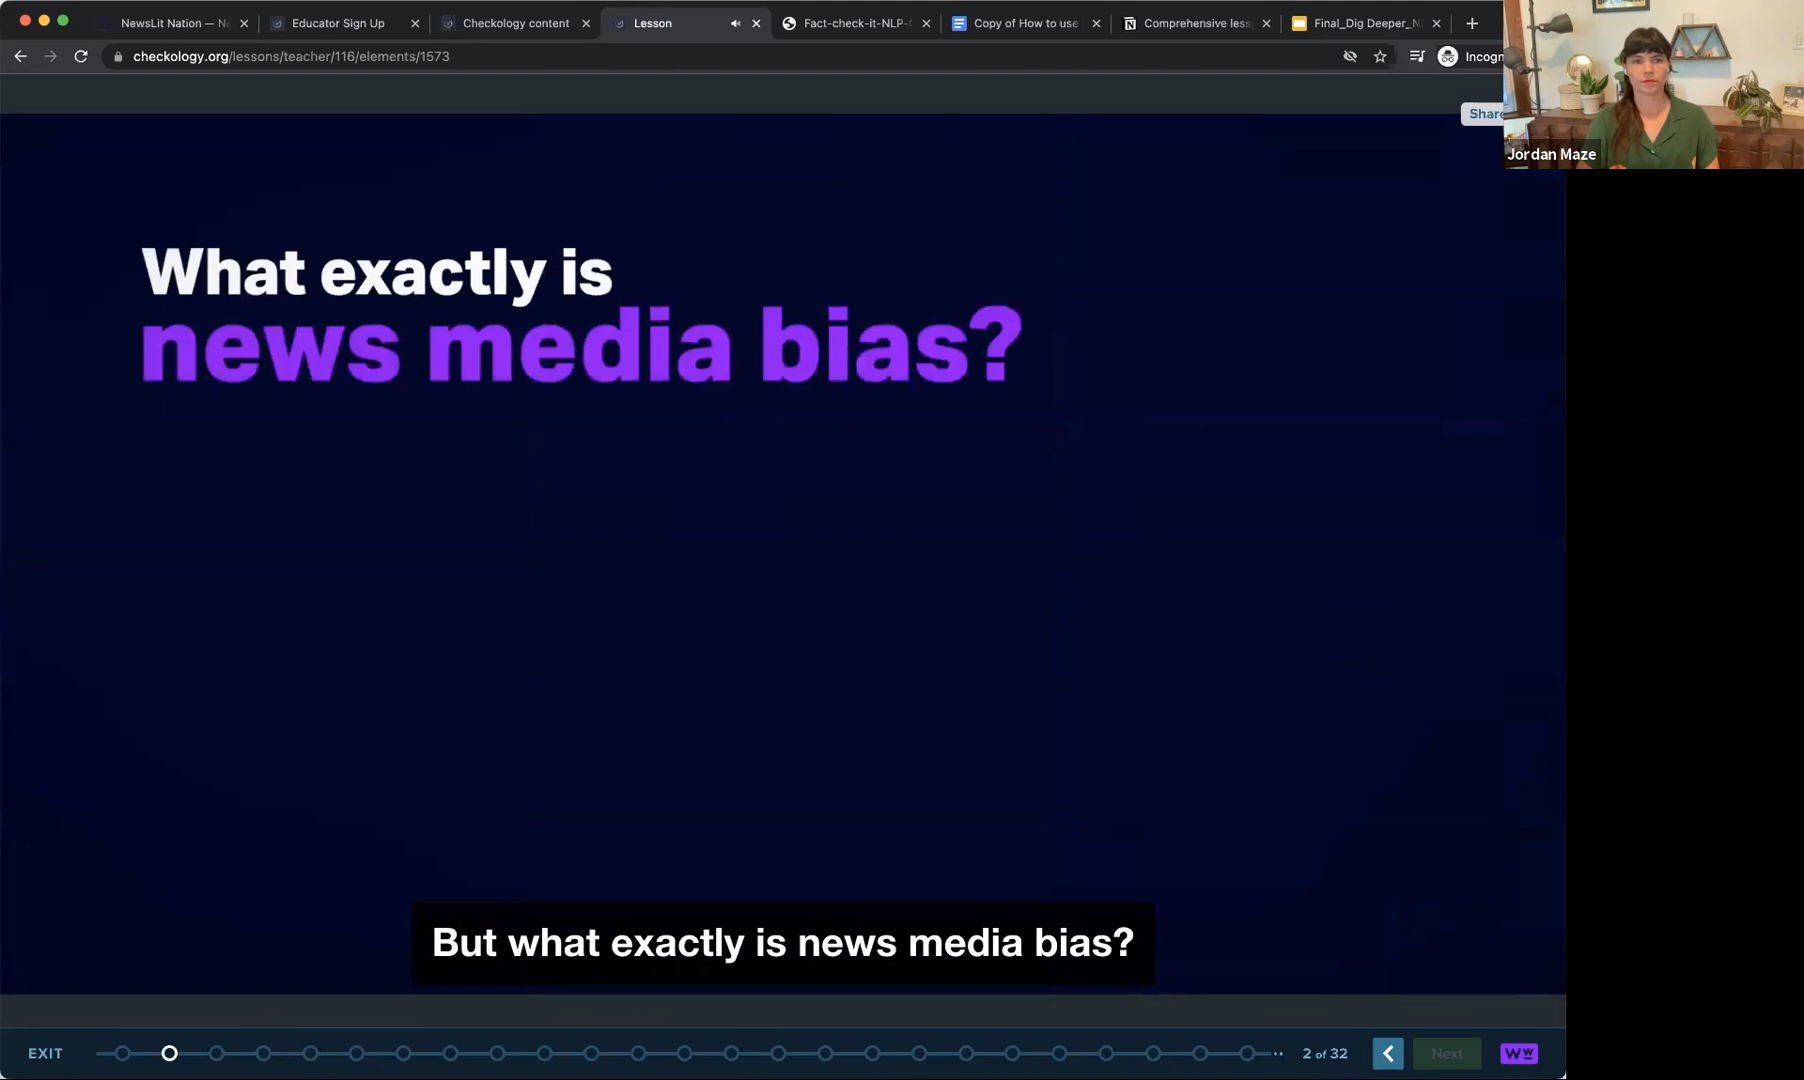 NewsLit Nation — Ne
Educator Sign Up
Checkology content
Lesson
Fact-check-it-NLP-
Copy of How to use
Comprehensive less
Final_Dig Deeper_N
checkology.org/lessons/teacher/116/elements/1573
Incogn
Share
Jordan Maze
What exactly is
news media bias?
But what exactly is news media bias?
EXIT
2 of 32
Next
WW